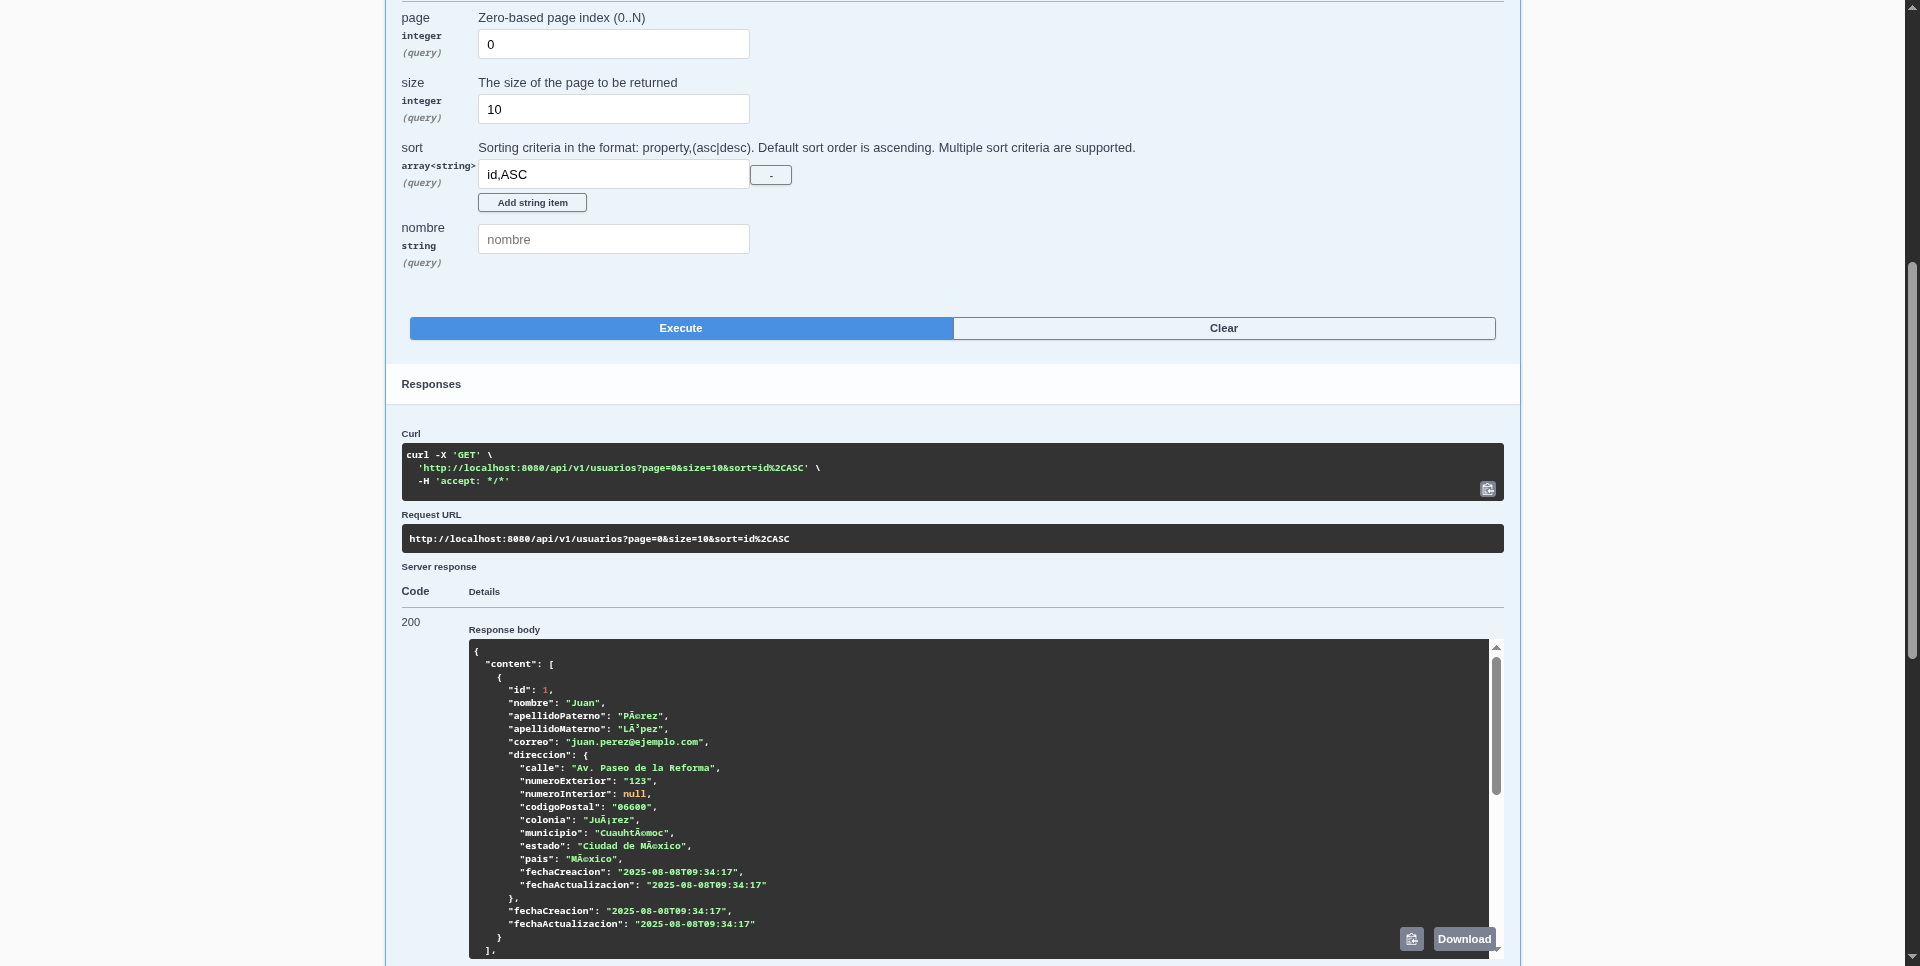 page
Zero-based page index (0..N)
integer
(query)
0
size
The size of the page to be returned
integer
(query)
10
sort
Sorting criteria in the format: property,(asc|desc). Default sort order is ascending. Multiple sort criteria are supported.
array<string>
(query)
id,ASC
-
Add string item
nombre
string
(query)
nombre
Execute
Clear
Responses
Curl
curl -X 'GET' \
'http://localhost:8080/api/v1/usuarios?page=0&size=10&sort=id%2CASC' \
-H 'accept: */*'
Request URL
http://localhost:8080/api/v1/usuarios?page=0&size=10&sort=id%2CASC
Server response
Code
Details
200
Response body
{
"content": [
{
"id": 1,
"nombre": "Juan",
"apellidoPaterno": "PÃ©rez",
"apellidoMaterno": "LÃ³pez",
"correo": "juan.perez@ejemplo.com",
"direccion": {
"calle": "Av. Paseo de la Reforma",
"numeroExterior": "123",
"numeroInterior": null,
"codigoPostal": "06600",
"colonia": "JuÃ¡rez",
"municipio": "CuauhtÃ©moc",
"estado": "Ciudad de MÃ©xico",
"pais": "MÃ©xico",
"fechaCreacion": "2025-08-08T09:34:17",
"fechaActualizacion": "2025-08-08T09:34:17"
},
"fechaCreacion": "2025-08-08T09:34:17",
"fechaActualizacion": "2025-08-08T09:34:17"
}
],
Download